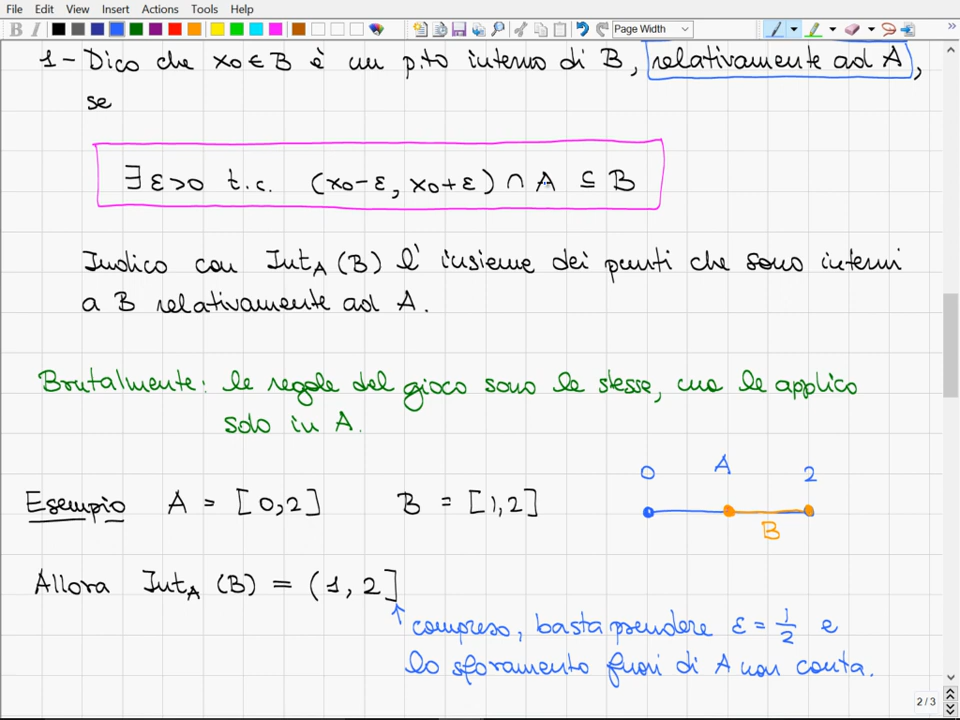 File Edit View Insert Actions Tools Help
B Page Width
1 - Dico che x0 ∈ B è un p.to interno di B, relativamente ad A,
se
∃ ε>0 t.c. (x0-ε, x0+ε) ∩ A ⊆ B
Indico con IntA (B) l'insieme dei punti che sono interni
a B relativamente ad A.
Brutalmente: le regole del gioco sono le stesse, ma le applico
solo in A.
0 A 2
Esempio A = [0,2] B = [1,2]
B
Allora IntA (B) = (1, 2]
↑ compreso, basta prendere ε = 1/2 e
lo sforamento fuori di A non conta.
2 / 3